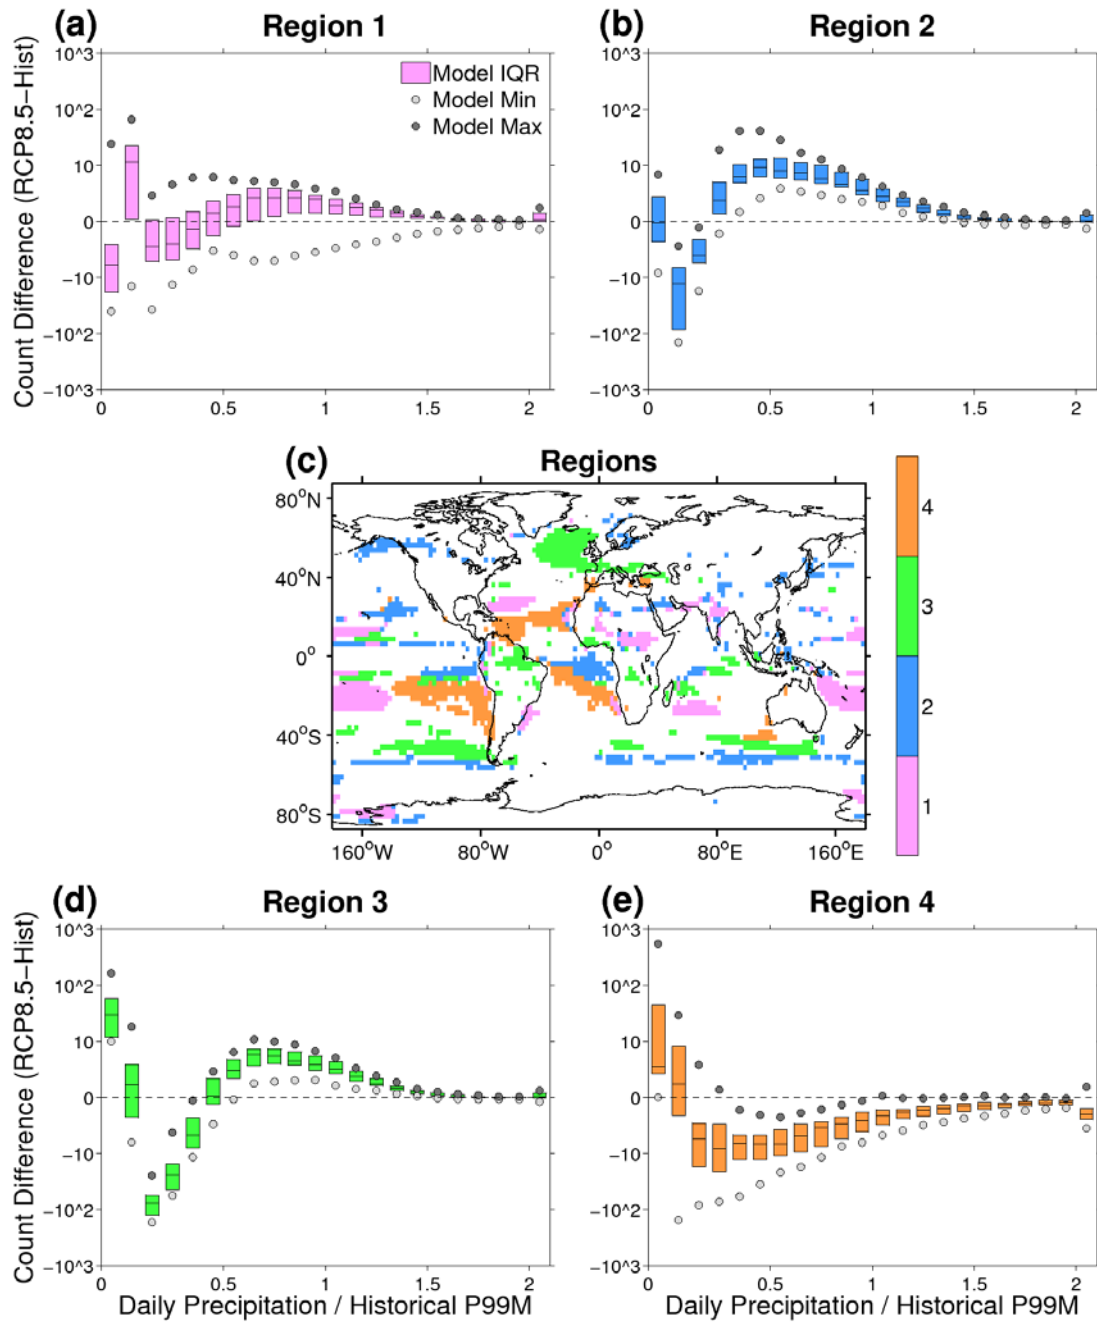 (a) Region 1
Count Difference (RCP8.5−Hist)
10^3
10^2
10
0
−10
−10^2
−10^3
0 0.5 1 1.5 2
Model IQR
Model Min
Model Max
(b) Region 2
10^3
10^2
10
0
−10
−10^2
−10^3
0 0.5 1 1.5 2
(c) Regions
80°N
40°N
0°
40°S
80°S
160°W 80°W 0° 80°E 160°E
4
3
2
1
(d) Region 3
Count Difference (RCP8.5−Hist)
10^3
10^2
10
0
−10
−10^2
−10^3
0 0.5 1 1.5 2
Daily Precipitation / Historical P99M
(e) Region 4
10^3
10^2
10
0
−10
−10^2
−10^3
0 0.5 1 1.5 2
Daily Precipitation / Historical P99M